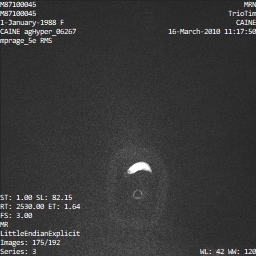 M87100045
M87100045
1-January-1988 F
CAINE agHyper_06267
mprage_5e RMS
MRN
TrioTim
CAINE
16-March-2010 11:17:50
ST: 1.00 SL: 82.15
RT: 2530.00 ET: 1.64
FS: 3.00
MR
LittleEndianExplicit
Images: 175/192
Series: 3
WL: 42 WW: 120